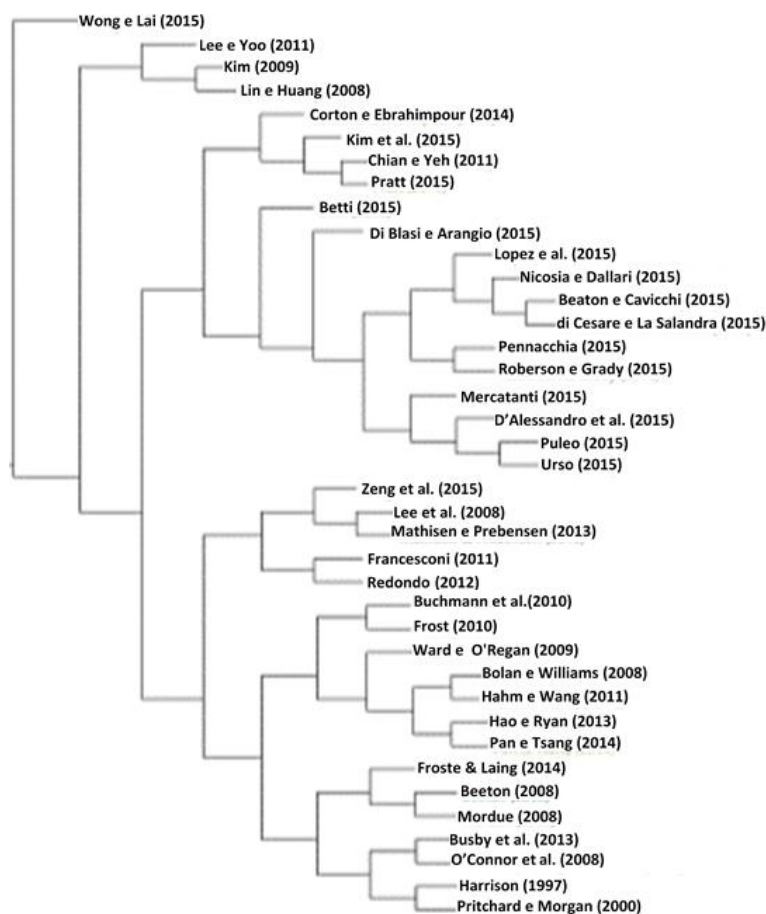 Wong e Lai (2015)
Lee e Yoo (2011)
Kim (2009)
Lin e Huang (2008)
Corton e Ebrahimpour (2014)
Kim et al. (2015)
Chian e Yeh (2011)
Pratt (2015)
Betti (2015)
Di Blasi e Arangio (2015)
Lopez e al. (2015)
Nicosia e Dallari (2015)
Beaton e Cavicchi (2015)
di Cesare e La Salandra (2015)
Pennacchia (2015)
Roberson e Grady (2015)
Mercatanti (2015)
D'Alessandro et al. (2015)
Puleo (2015)
Urso (2015)
Zeng et al. (2015)
Lee et al. (2008)
Mathisen e Prebensen (2013)
Francesconi (2011)
Redondo (2012)
Buchmann et al.(2010)
Frost (2010)
Ward e O'Regan (2009)
Bolan e Williams (2008)
Hahm e Wang (2011)
Hao e Ryan (2013)
Pan e Tsang (2014)
Froste & Laing (2014)
Beeton (2008)
Mordue (2008)
Busby et al. (2013)
O'Connor et al. (2008)
Harrison (1997)
Pritchard e Morgan (2000)